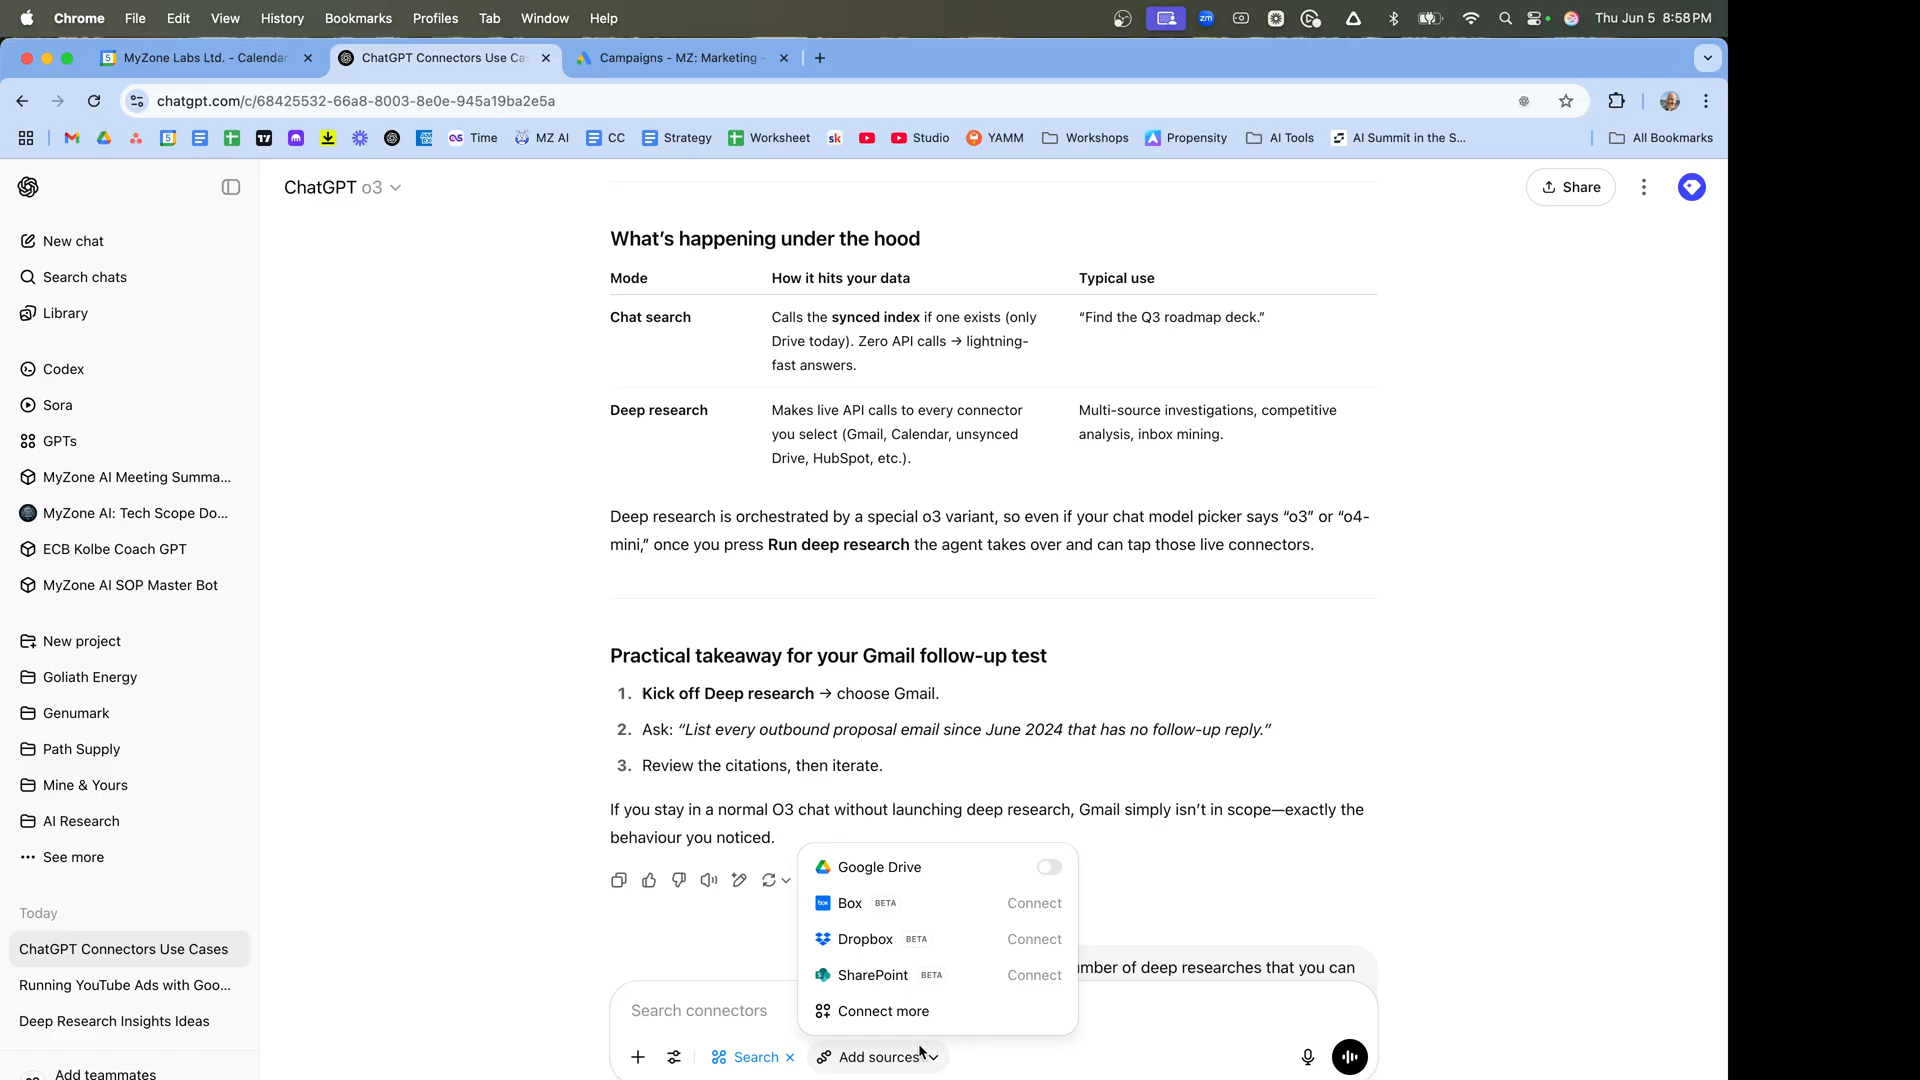 Chrome File Edit View History Bookmarks Profiles Tab Window Help
zm
Thu Jun 5 8:58 PM
5 MyZone Labs Ltd. - Calendar
ChatGPT Connectors Use Ca
Campaigns - MZ: Marketing -
chatgpt.com/c/68425532-66a8-8003-8e0e-945a19ba2e5a
5 Time MZ AI CC Strategy Worksheet sk Studio YAMM Workshops Propensity AI Tools AI Summit in the S... All Bookmarks
ChatGPT o3
Share
New chat
Search chats
Library
Codex
Sora
GPTs
MyZone AI Meeting Summa...
MyZone AI: Tech Scope Do...
ECB Kolbe Coach GPT
MyZone AI SOP Master Bot
New project
Goliath Energy
Genumark
Path Supply
Mine & Yours
AI Research
See more
Today
ChatGPT Connectors Use Cases
Running YouTube Ads with Goo...
Deep Research Insights Ideas
Add teammates
What's happening under the hood
Mode How it hits your data Typical use
Chat search Calls the synced index if one exists (only "Find the Q3 roadmap deck."
Drive today). Zero API calls → lightning-
fast answers.
Deep research Makes live API calls to every connector Multi-source investigations, competitive
you select (Gmail, Calendar, unsynced analysis, inbox mining.
Drive, HubSpot, etc.).
Deep research is orchestrated by a special o3 variant, so even if your chat model picker says "o3" or "o4-
mini," once you press Run deep research the agent takes over and can tap those live connectors.
Practical takeaway for your Gmail follow-up test
1. Kick off Deep research → choose Gmail.
2. Ask: "List every outbound proposal email since June 2024 that has no follow-up reply."
3. Review the citations, then iterate.
If you stay in a normal O3 chat without launching deep research, Gmail simply isn't in scope—exactly the
behaviour you noticed.
Google Drive
box Box BETA Connect
Dropbox BETA Connect
SharePoint BETA Connect
Connect more
of deep researches that you can
Search connectors
Search Add sources